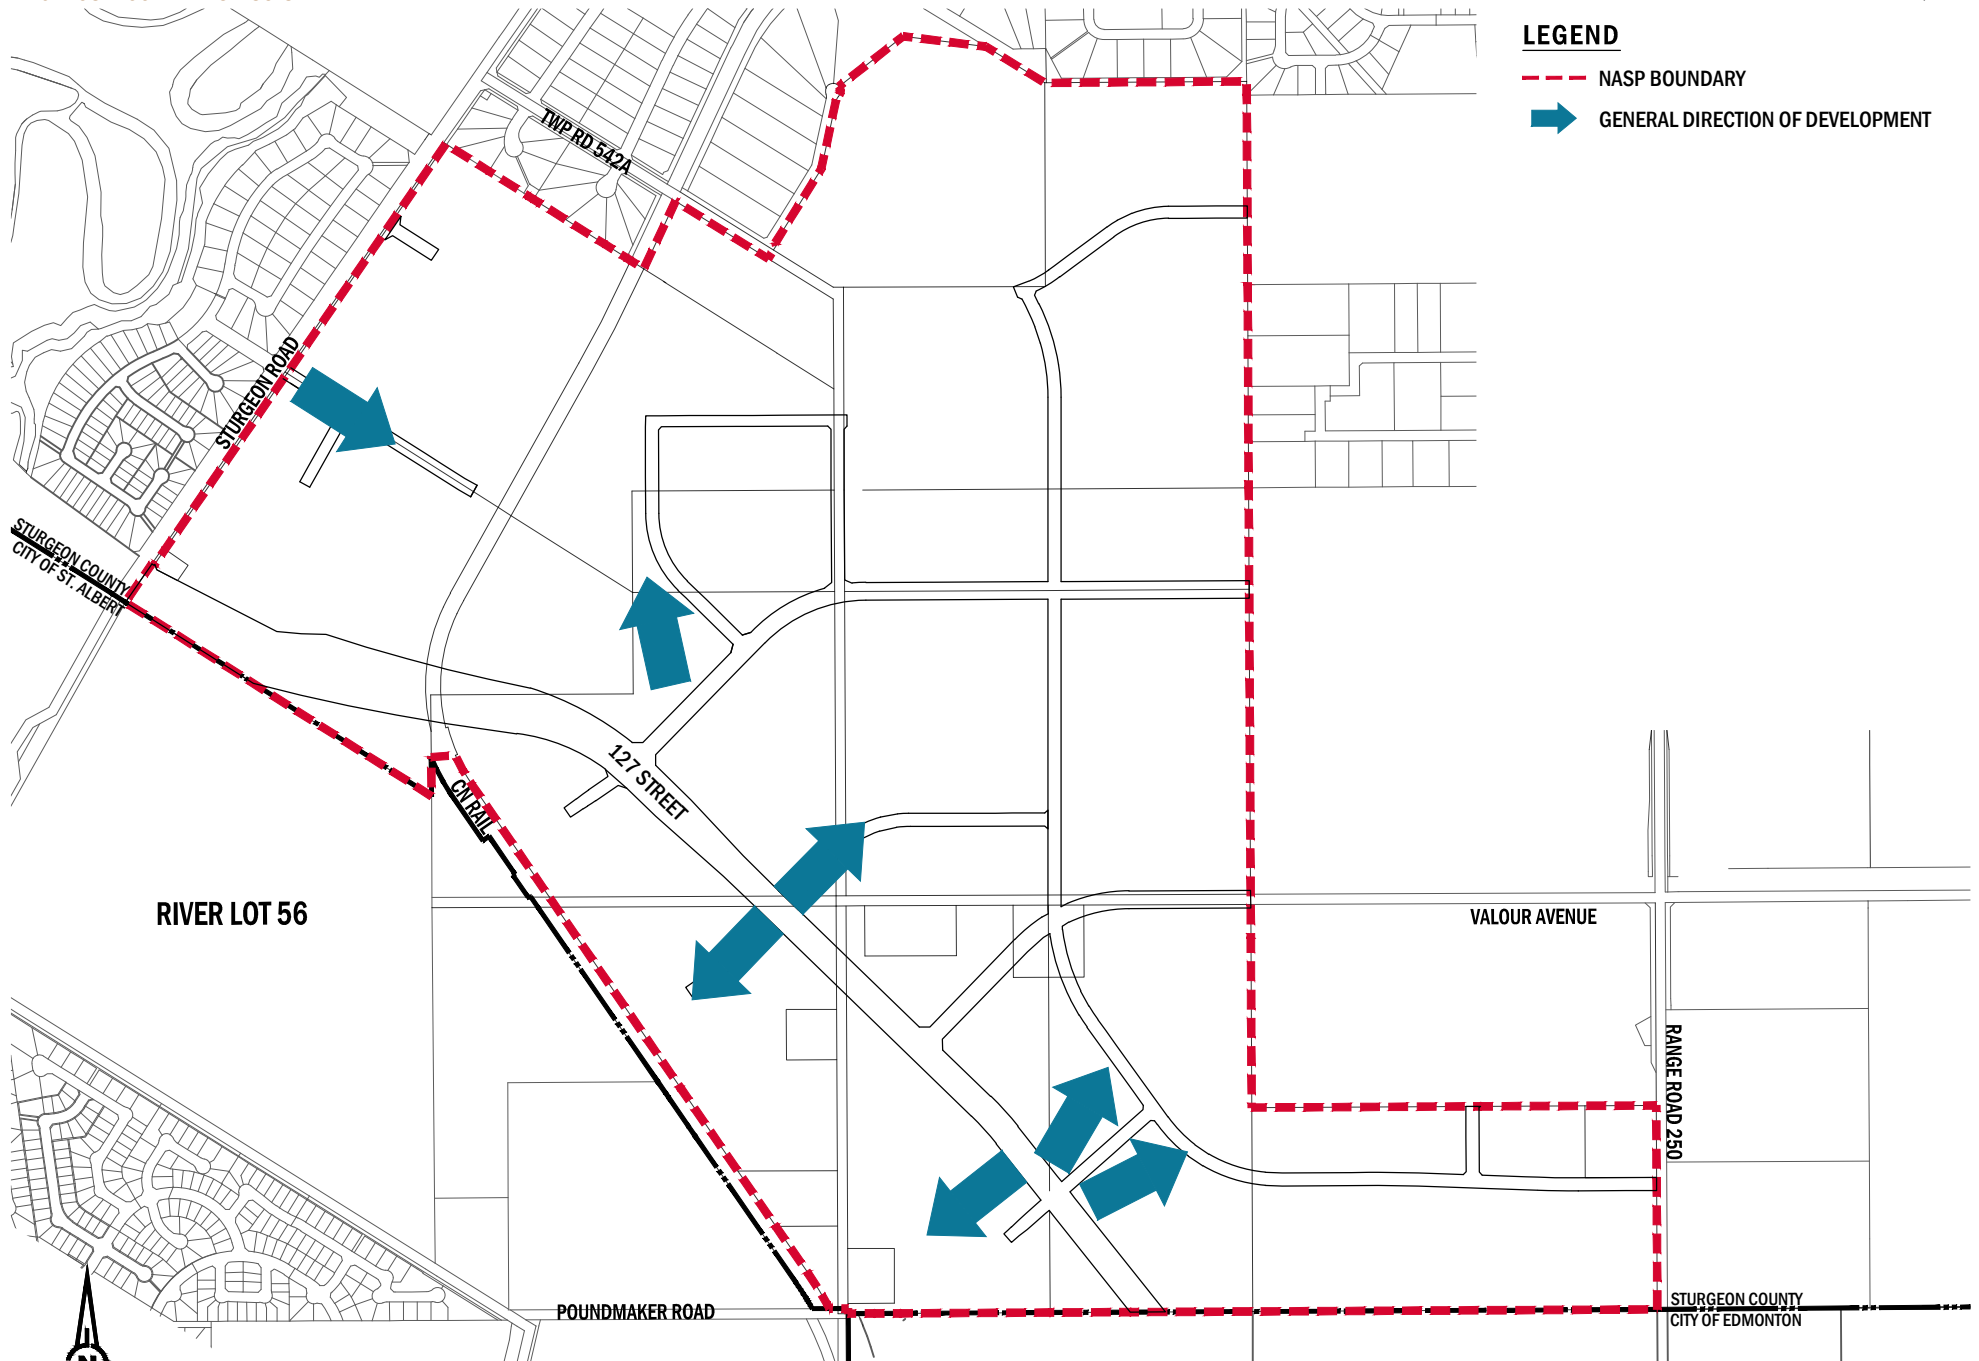 LEGEND
NASP BOUNDARY
GENERAL DIRECTION OF DEVELOPMENT
TWP RD 542A
STURGEON ROAD
STURGEON COUNTY
CITY OF ST. ALBERT
127 STREET
CN RAIL
RIVER LOT 56
VALOUR AVENUE
RANGE ROAD 250
POUNDMAKER ROAD
STURGEON COUNTY
CITY OF EDMONTON
N